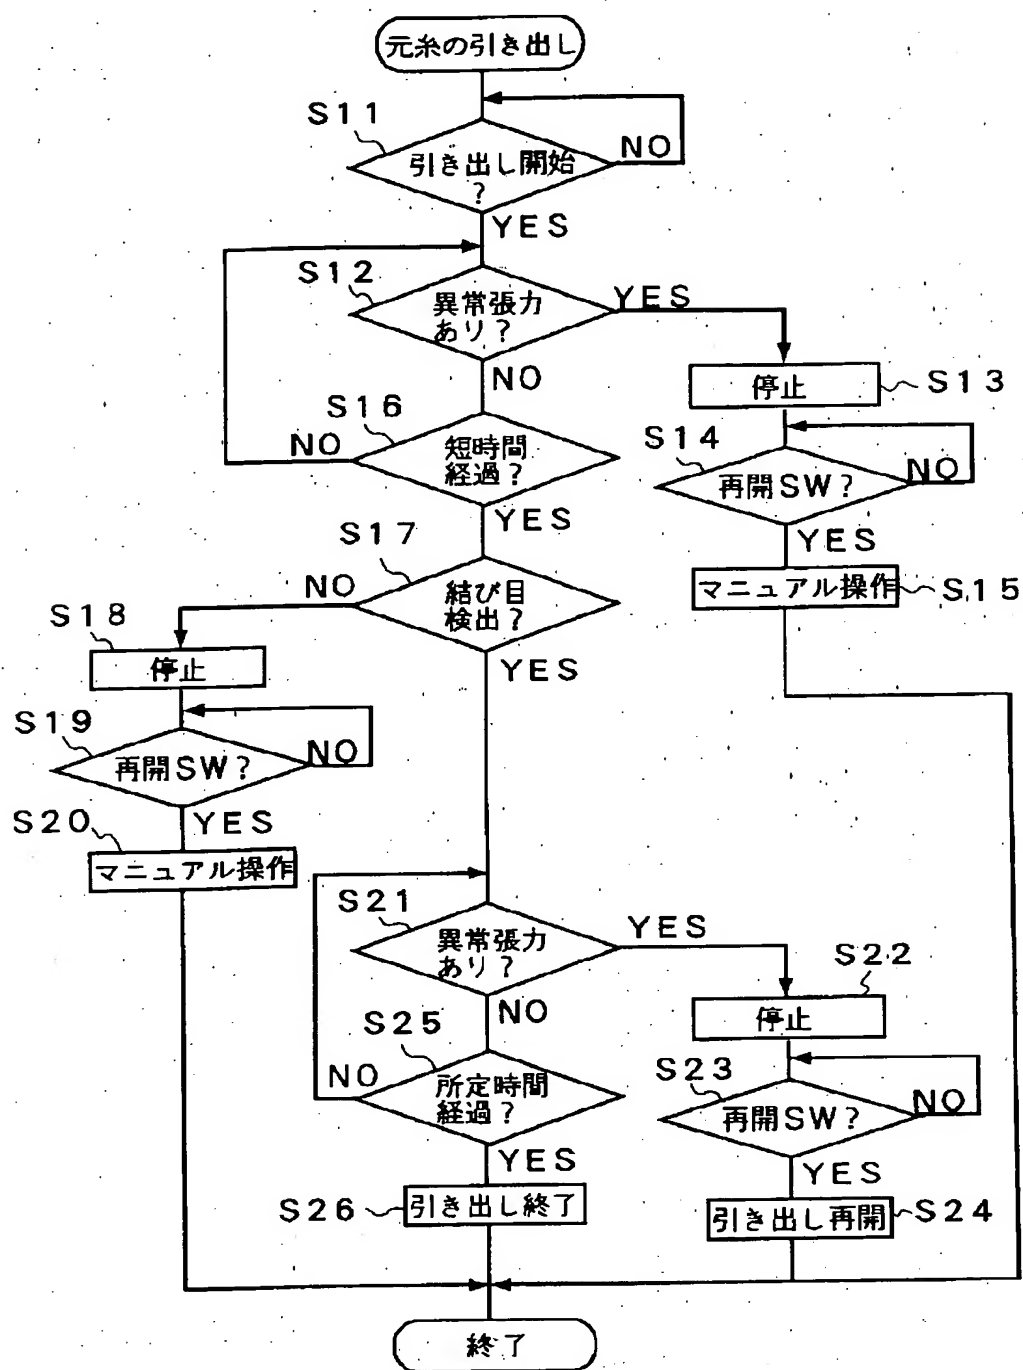 元糸の引き出し
S11
引き出し開始
?
NO
YES
S12
異常張力
あり?
YES
NO
停止
S13
S16
短時間
経過?
NO
YES
S14
再開SW?
NO
YES
マニュアル操作
S15
S17
結び目
検出?
NO
YES
S18
停止
S19
再開SW?
NO
YES
S20
マニュアル操作
S21
異常張力
あり?
YES
NO
S22
停止
S25
所定時間
経過?
NO
YES
S23
再開SW?
NO
YES
S26
引き出し終了
引き出し再開
S24
終了